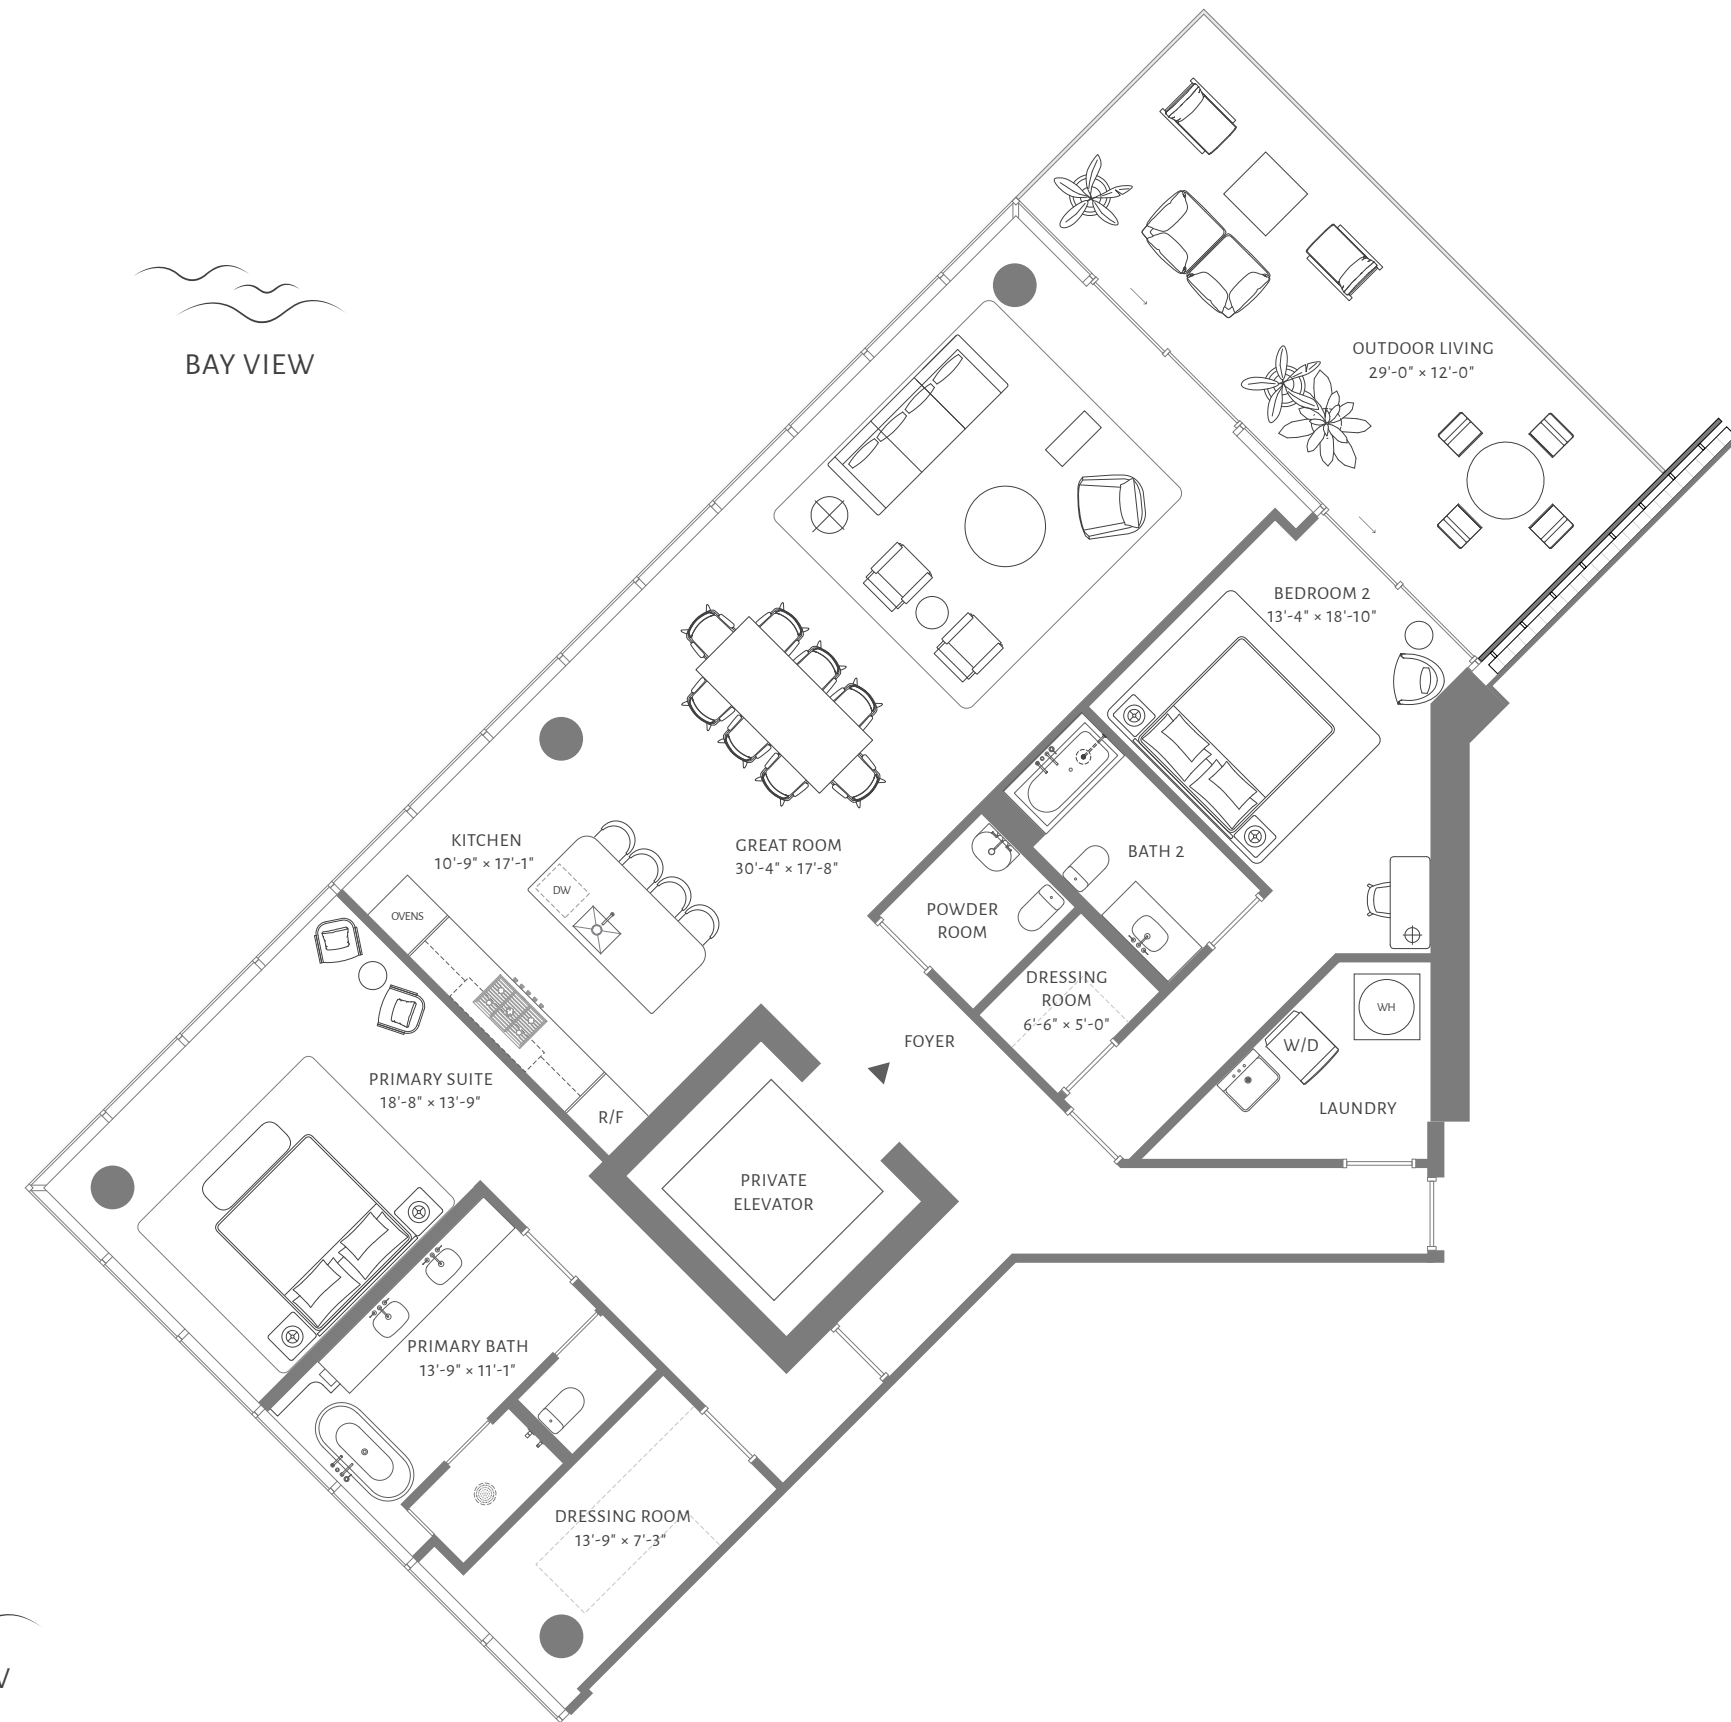 BAY VIEW
OUTDOOR LIVING
29'-0" × 12'-0"
BEDROOM 2
13'-4" × 18'-10"
KITCHEN
10'-9" × 17'-1"
GREAT ROOM
30'-4" × 17'-8"
BATH 2
DW
OVENS
POWDER
ROOM
DRESSING
ROOM
6'-6" × 5'-0"
WH
FOYER
W/D
PRIMARY SUITE
18'-8" × 13'-9"
R/F
LAUNDRY
PRIVATE
ELEVATOR
PRIMARY BATH
13'-9" × 11'-1"
DRESSING ROOM
13'-9" × 7'-3"